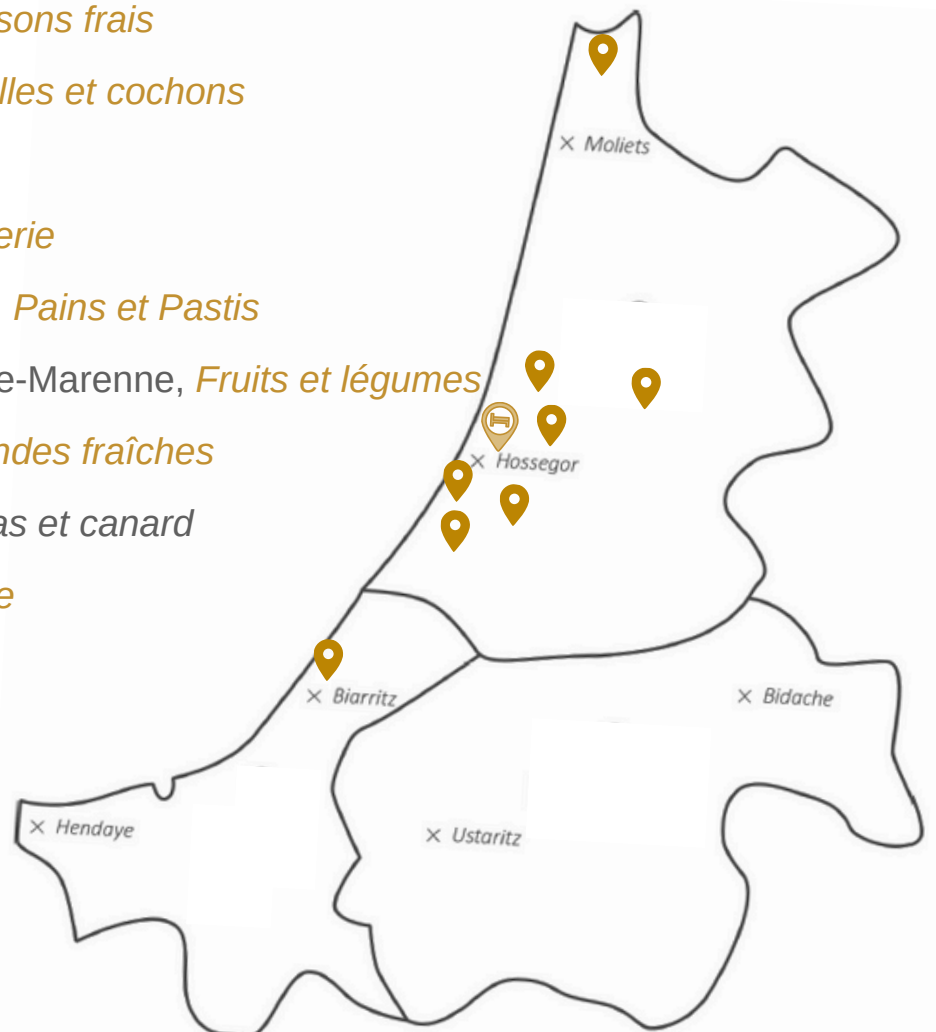 sons frais
lles et cochons
erie
Pains et Pastis
e-Marenne, Fruits et légumes
ndes fraîches
as et canard
e
Moliets
Hossegor
Biarritz
Bidache
Hendaye
Ustaritz